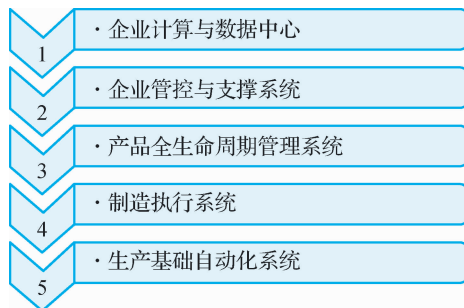 1 · 企业计算与数据中心
2 · 企业管控与支撑系统
3 · 产品全生命周期管理系统
4 · 制造执行系统
5 · 生产基础自动化系统